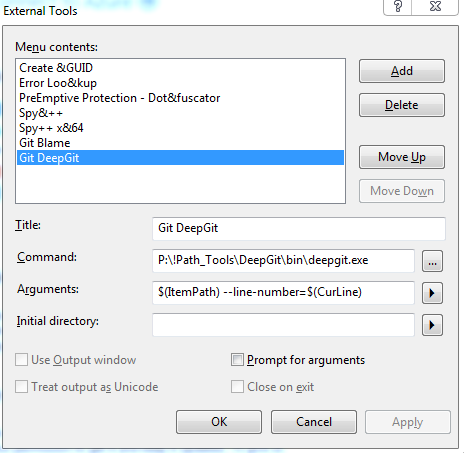 External Tools
?
Menu contents:
Create &GUID
Error Loo&kup
PreEmptive Protection - Dot&fuscator
Spy&++
Spy++ x&64
Git Blame
Git DeepGit
Add
Delete
Move Up
Move Down
Title:
Git DeepGit
Command:
P:\!Path_Tools\DeepGit\bin\deepgit.exe
...
Arguments:
$(ItemPath) --line-number=$(CurLine)
Initial directory:
Use Output window
Prompt for arguments
Treat output as Unicode
Close on exit
OK
Cancel
Apply